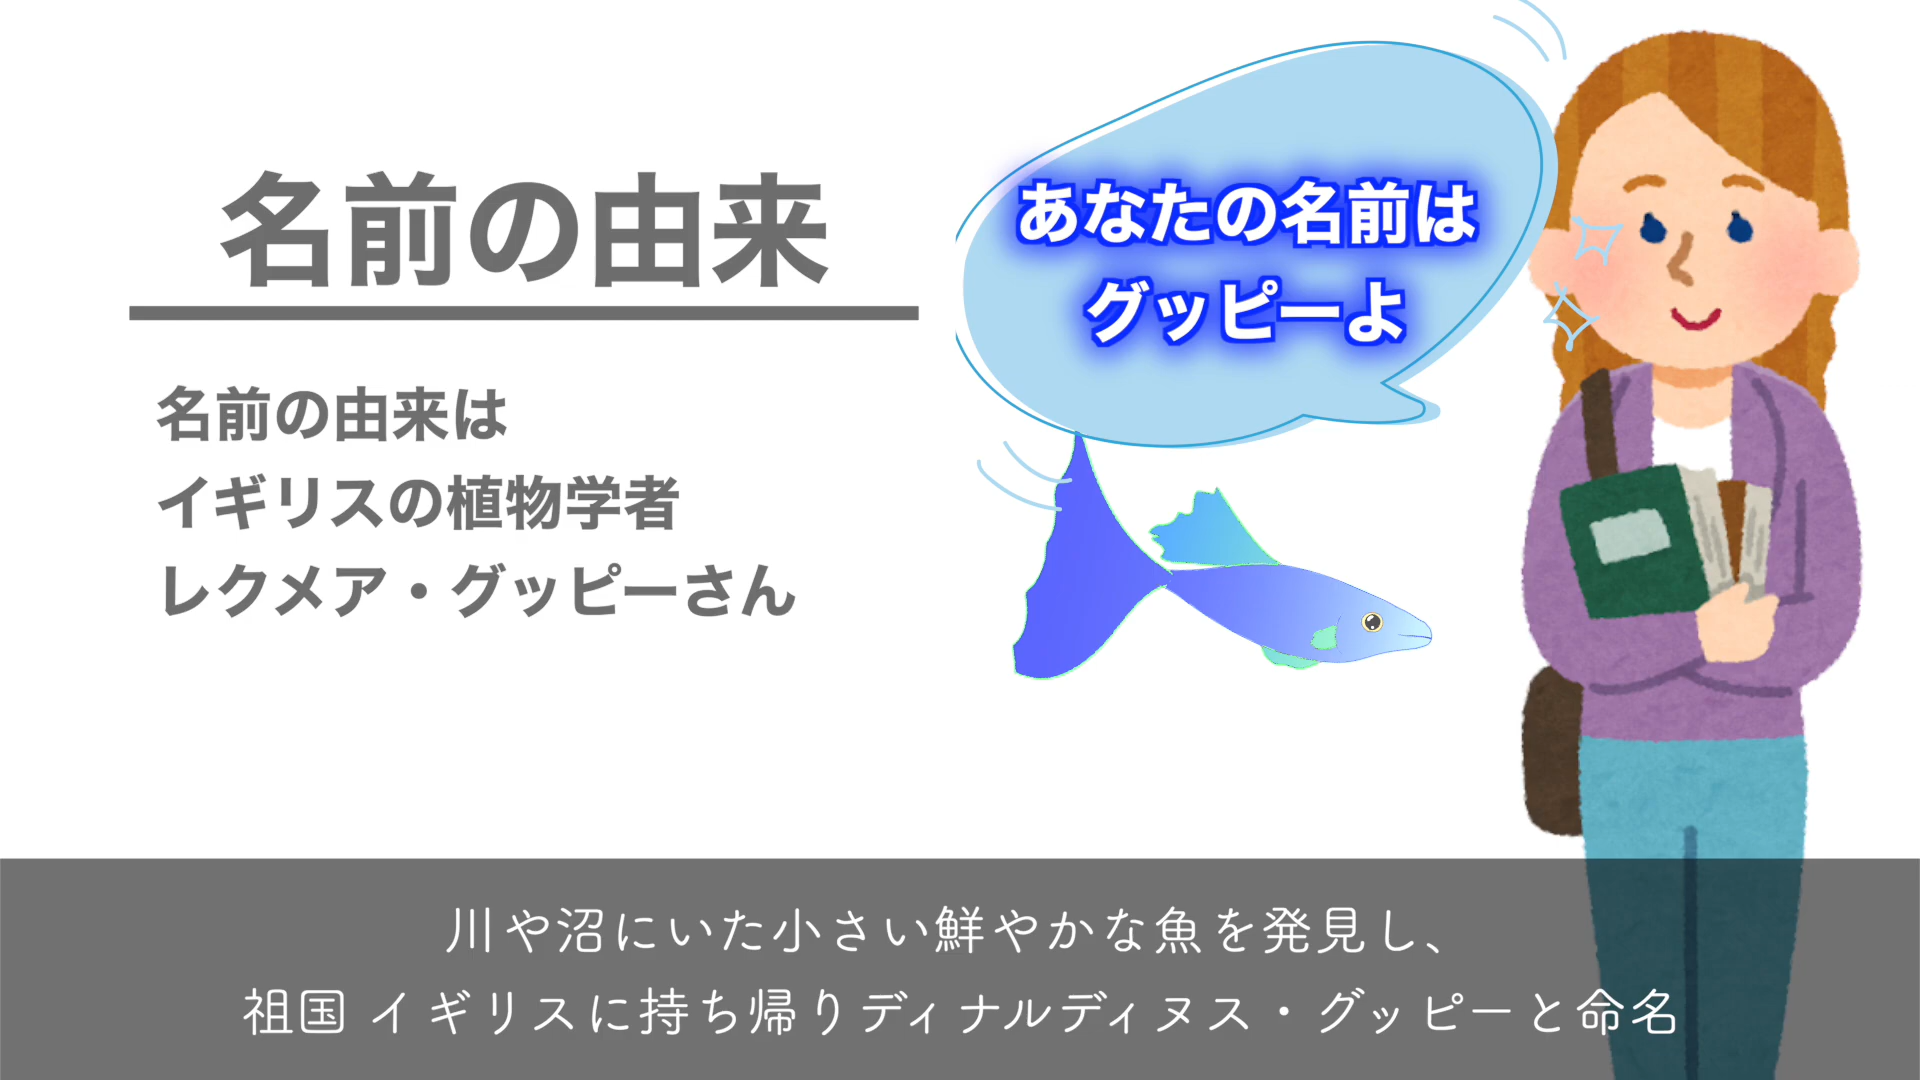 名前の由来
名前の由来は
イギリスの植物学者
レクメア・グッピーさん
あなたの名前は
グッピーよ
川や沼にいた小さい鮮やかな魚を発見し、
祖国 イギリスに持ち帰りディナルディヌス・グッピーと命名